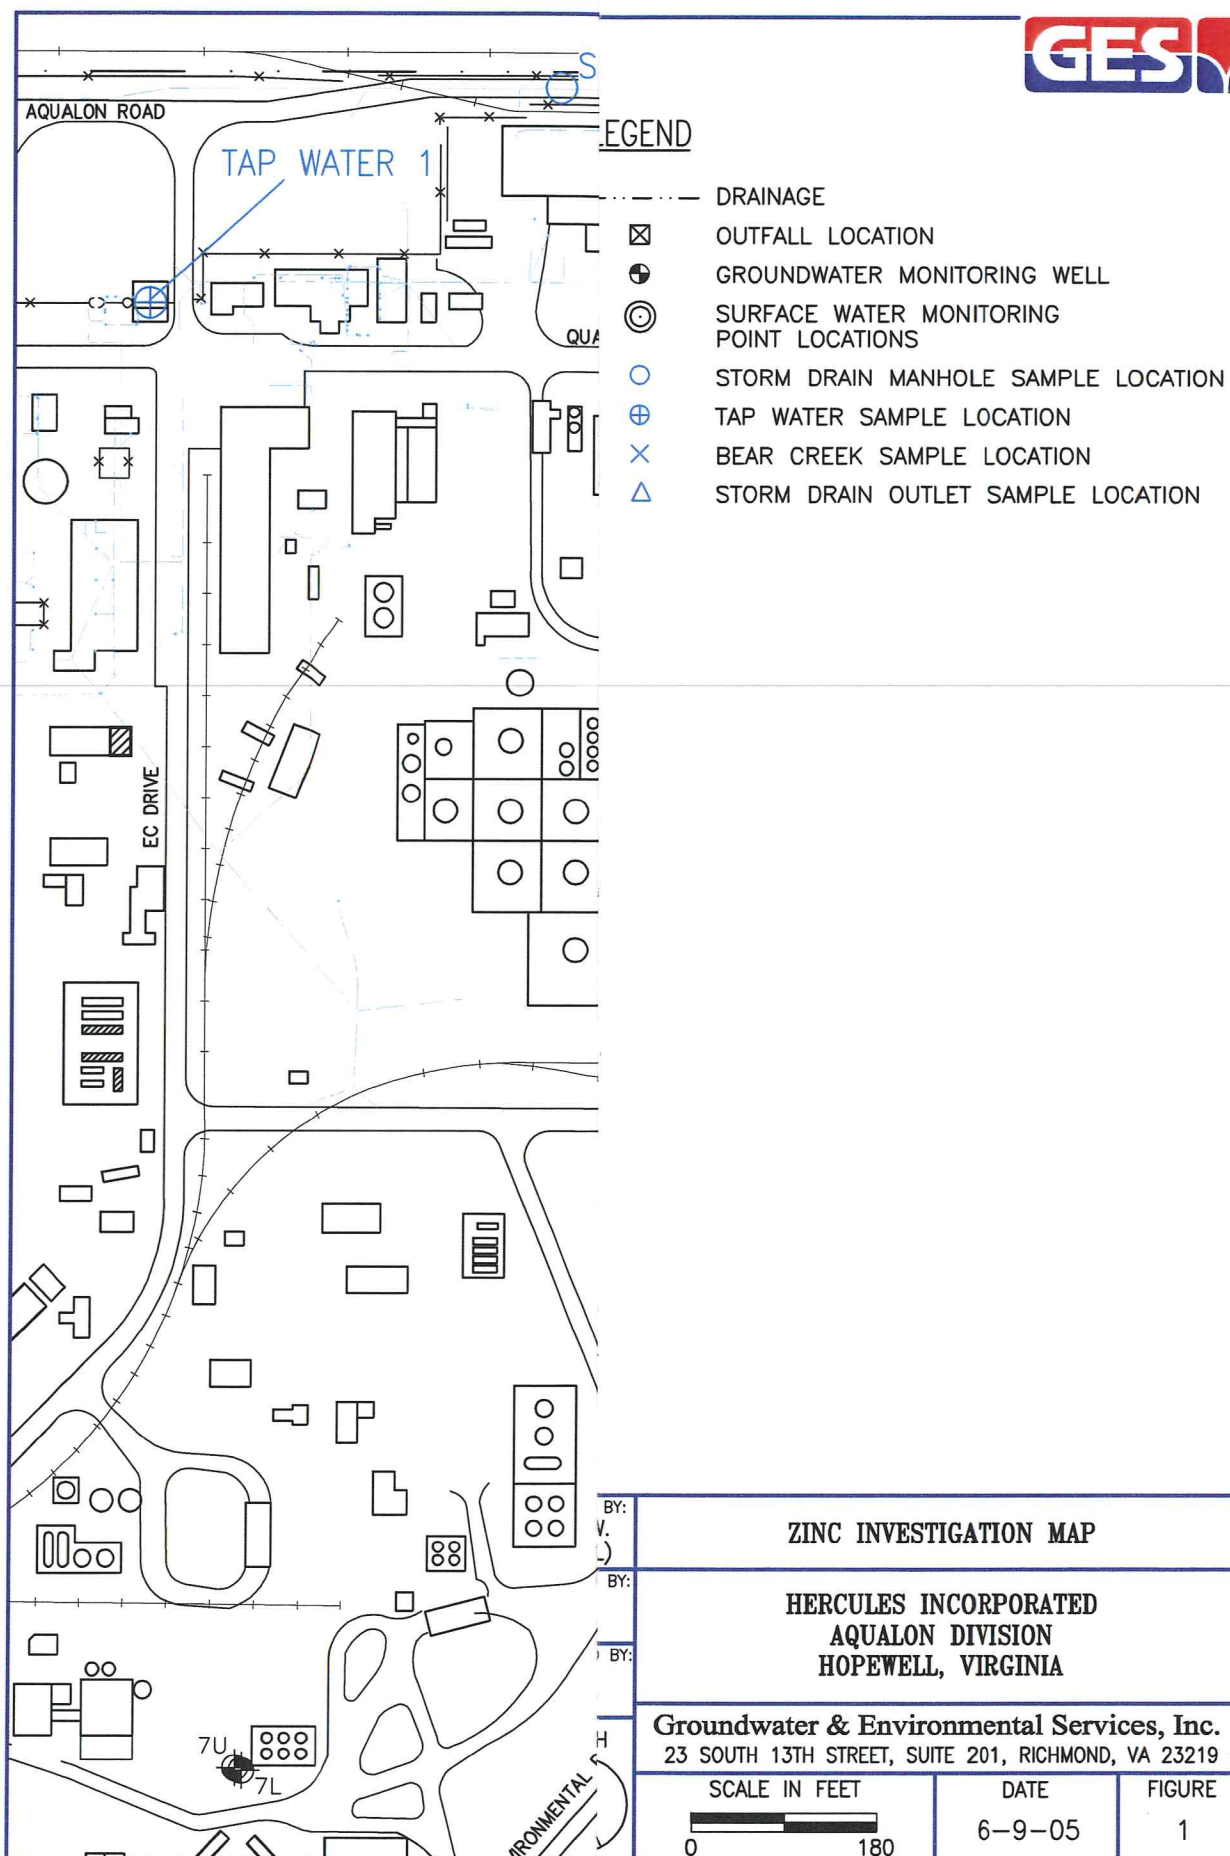 GES
S
AQUALON ROAD
TAP WATER 1
QUA
EC DRIVE
7U
7L
IRONMENTAL
LEGEND
DRAINAGE
OUTFALL LOCATION
GROUNDWATER MONITORING WELL
SURFACE WATER MONITORING
POINT LOCATIONS
STORM DRAIN MANHOLE SAMPLE LOCATION
TAP WATER SAMPLE LOCATION
BEAR CREEK SAMPLE LOCATION
STORM DRAIN OUTLET SAMPLE LOCATION
BY:
BY:
BY:
H
ZINC INVESTIGATION MAP
HERCULES INCORPORATED
AQUALON DIVISION
HOPEWELL, VIRGINIA
Groundwater & Environmental Services, Inc.
23 SOUTH 13TH STREET, SUITE 201, RICHMOND, VA 23219
SCALE IN FEET
0 180
DATE
6-9-05
FIGURE
1